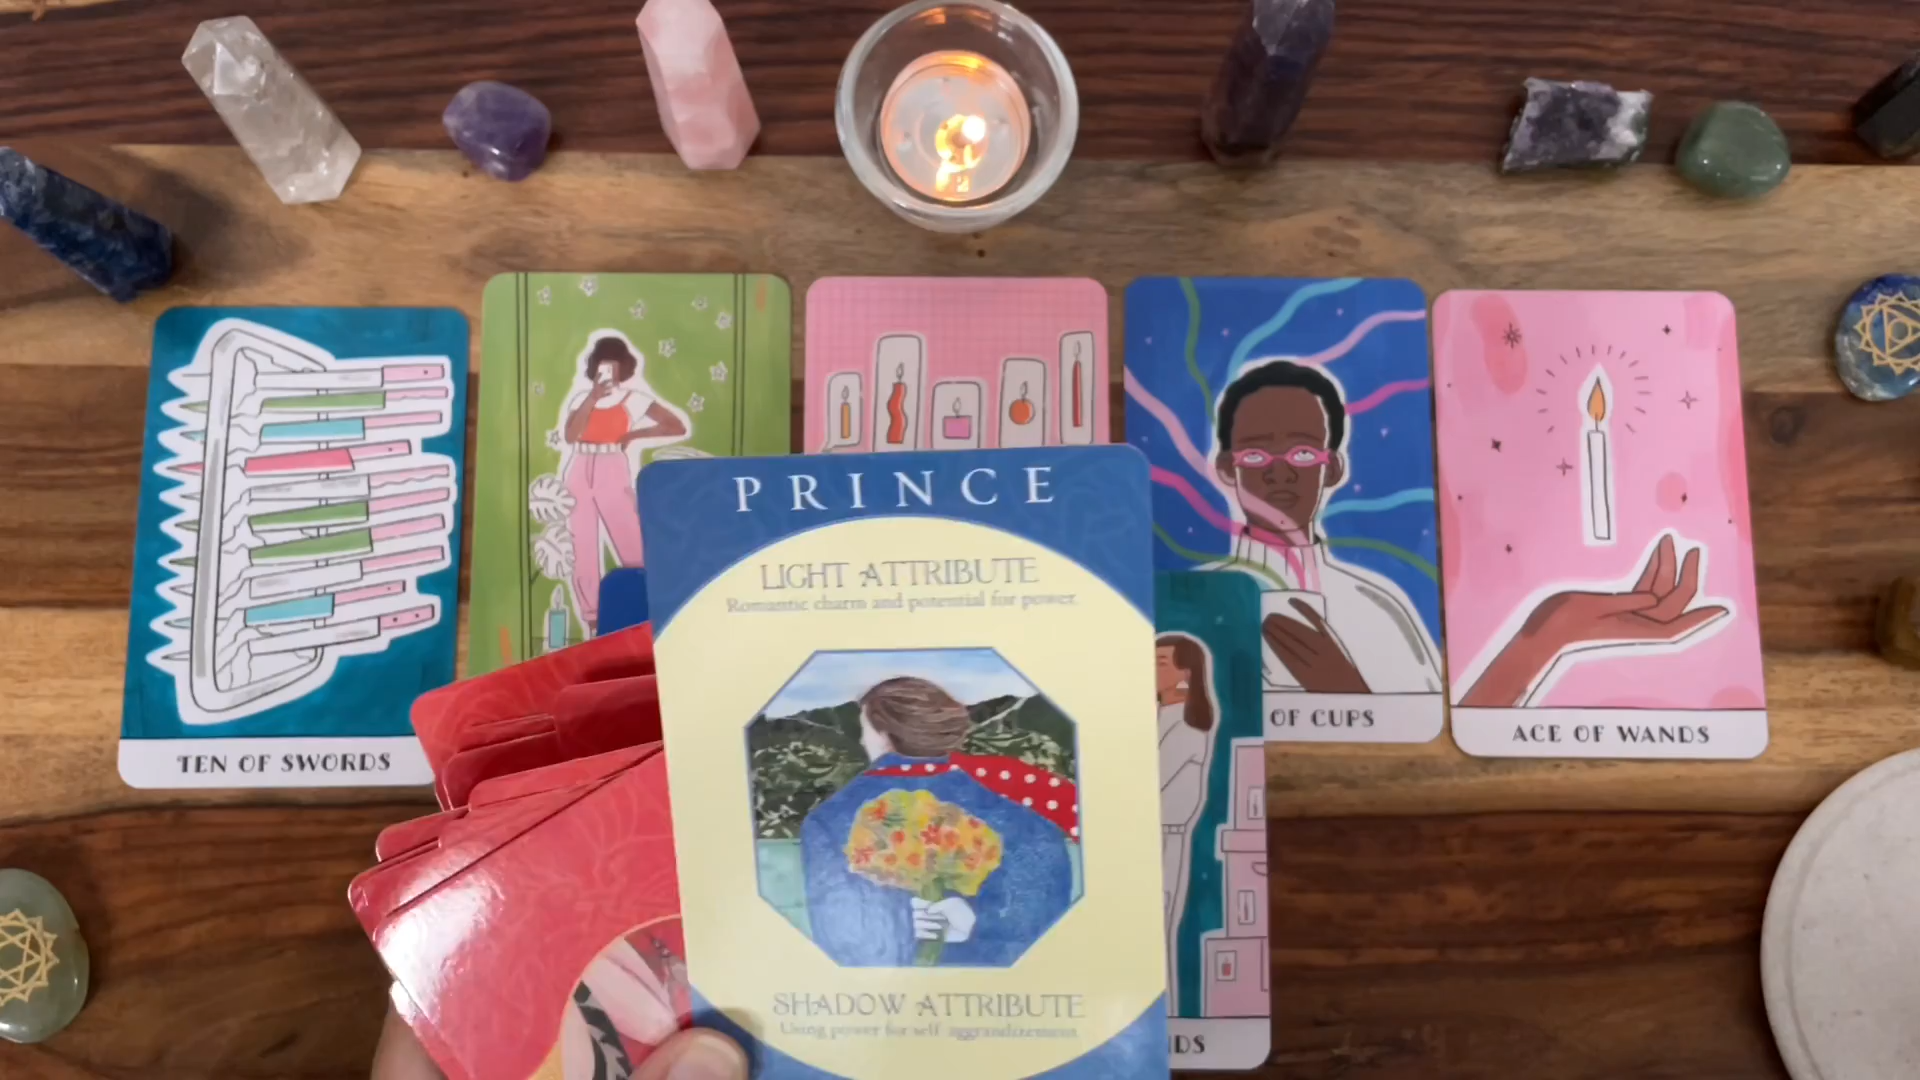 PRINCE
LIGHT ATTRIBUTE
Romantic charm and potential for power.
SHADOW ATTRIBUTE
Using power for self-aggrandizement.
OF CUPS
ACE OF WANDS
TEN OF SWORDS
NDS